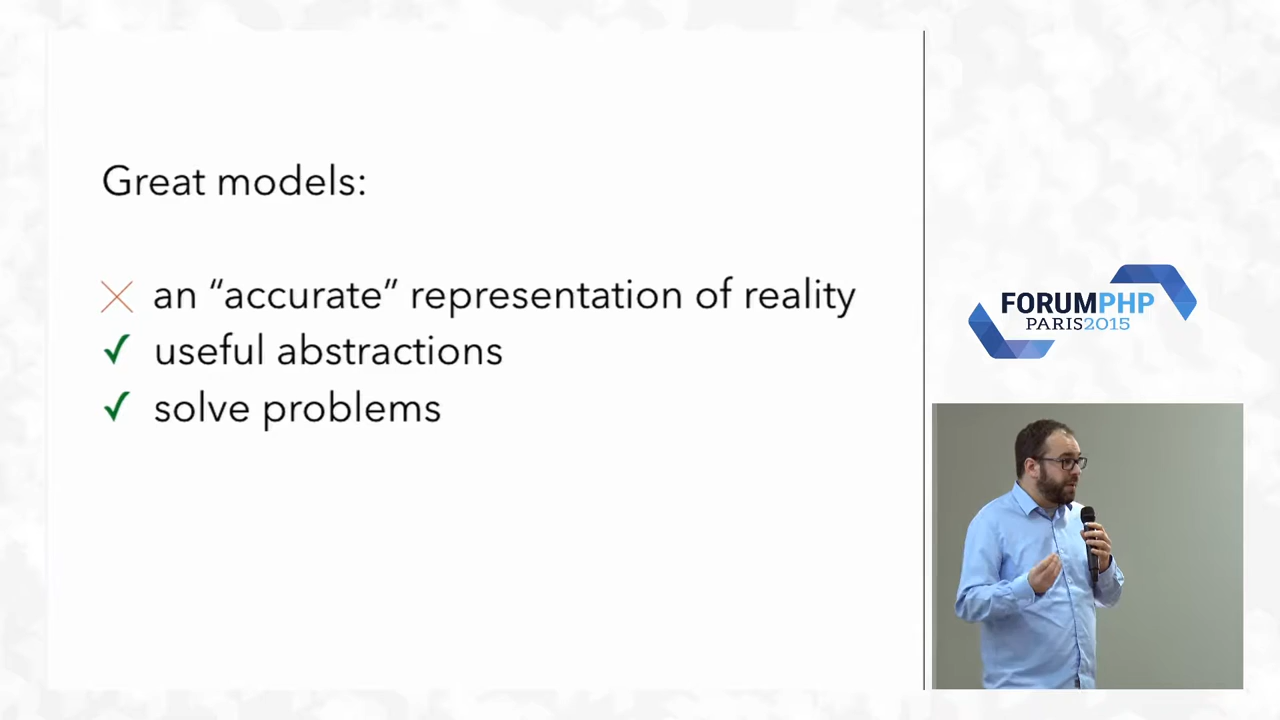 Great models:
an “accurate” representation of reality
✓ useful abstractions
✓ solve problems
FORUMPHP
PARIS2015